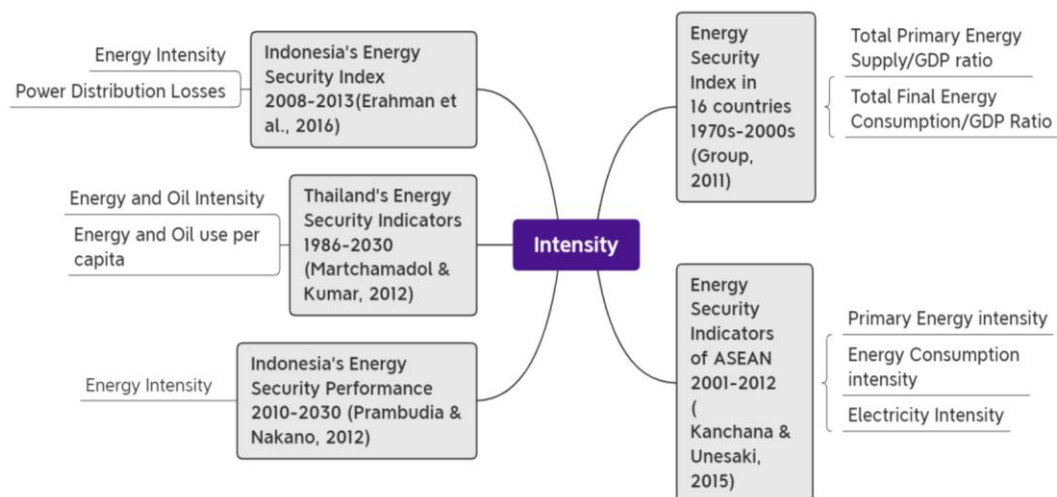 Energy Intensity
Power Distribution Losses
Indonesia's Energy
Security Index
2008-2013(Erahman et
al., 2016)
Energy and Oil Intensity
Energy and Oil use per
capita
Thailand's Energy
Security Indicators
1986-2030
(Martchamadol &
Kumar, 2012)
Energy Intensity
Indonesia's Energy
Security Performance
2010-2030 (Prambudia &
Nakano, 2012)
Intensity
Energy
Security
Index in
16 countries
1970s-2000s
(Group,
2011)
Total Primary Energy
Supply/GDP ratio
Total Final Energy
Consumption/GDP Ratio
Energy
Security
Indicators
of ASEAN
2001-2012
(
Kanchana &
Unesaki,
2015)
Primary Energy intensity
Energy Consumption
intensity
Electricity Intensity